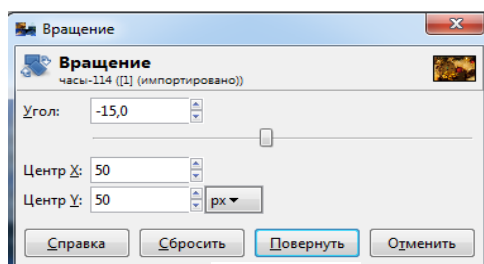 Вращение
Вращение
часы-114 ([1] (импортировано))
Угол: -15,0
Центр X: 50
Центр Y: 50 px
Справка Сбросить Повернуть Отменить